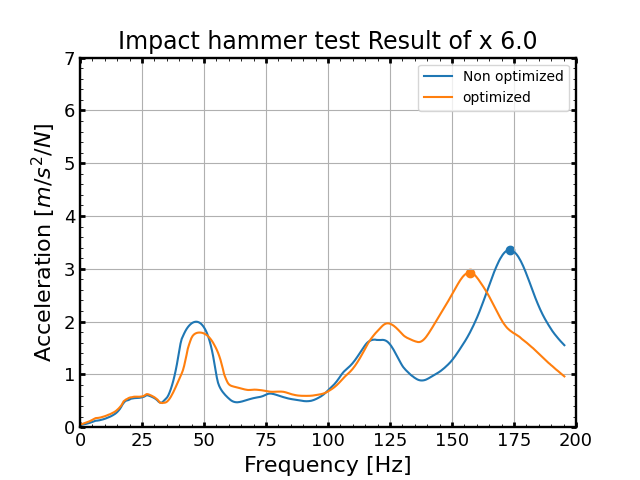 Impact hammer test Result of x 6.0
Non optimized
optimized
Acceleration [m/s²/N]
7
6
5
4
3
2
1
0
0 25 50 75 100 125 150 175 200
Frequency [Hz]